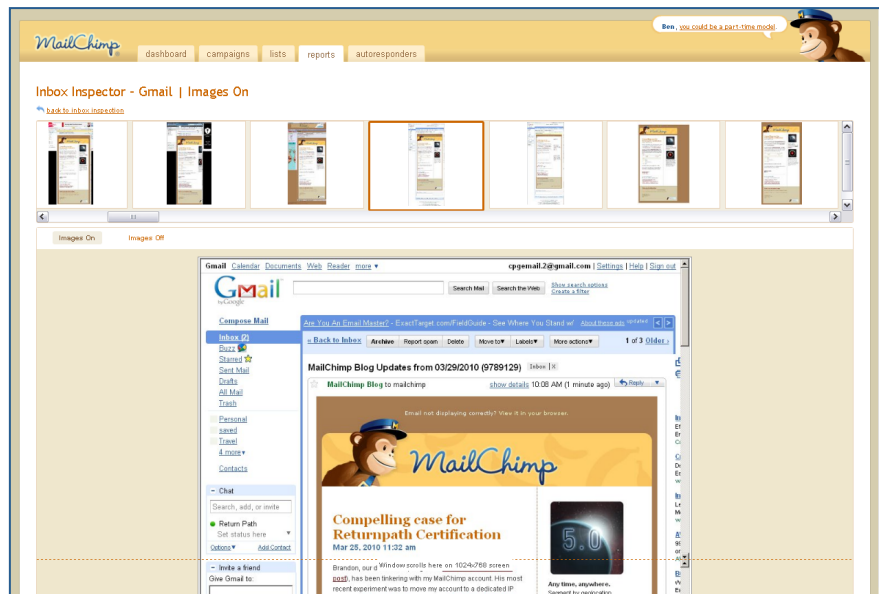 Ben, you could be a part-time model.
MailChimp
dashboard campaigns lists reports autoresponders
Inbox Inspector - Gmail | Images On
back to inbox inspection
Images On Images Off
Gmail Calendar Documents Web Reader more ▼ cpgemail.2@gmail.com | Settings | Help | Sign out
Gmail
by Google
Search Mail Search the Web
Show search options
Create a filter
Compose Mail
Inbox (2)
Buzz
Starred
Sent Mail
Drafts
All Mail
Trash
Personal
saved
Travel
4 more ▼
Contacts
- Chat
Search, add, or invite
Return Path
Set status here
Options ▼ Add Contact
- Invite a friend
Give Gmail to:
Are You An Email Master? - ExactTarget.com/FieldGuide - See Where You Stand w/ About these ads updated < >
« Back to Inbox Archive Report spam Delete Move to▼ Labels▼ More actions▼ 1 of 3 Older ›
MailChimp Blog Updates from 03/29/2010 (9789129) Inbox | X
MailChimp Blog to mailchimp show details 10:08 AM (1 minute ago) Reply ▼
Email not displaying correctly? View it in your browser.
MailChimp
Compelling case for
Returnpath Certification
Mar 25, 2010 11:32 am
Brandon, our d
Window scrolls here on 1024x768 screen
post), has been tinkering with my MailChimp account. His most
recent experiment was to move my account to a dedicated IP
5.0
Any time, anywhere.
Segment by geolocation